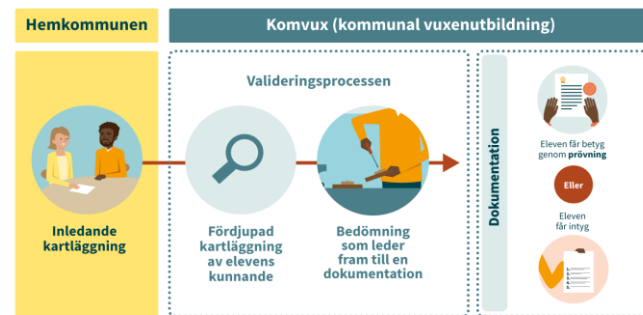 Hemkommunen
Komvux (kommunal vuxenutbildning)
Inledande
kartläggning
Valideringsprocessen
Fördjupad
kartläggning
av elevens
kunnande
Bedömning
som leder
fram till en
dokumentation
Dokumentation
Eleven får betyg
genom prövning
Eller
Eleven
får intyg